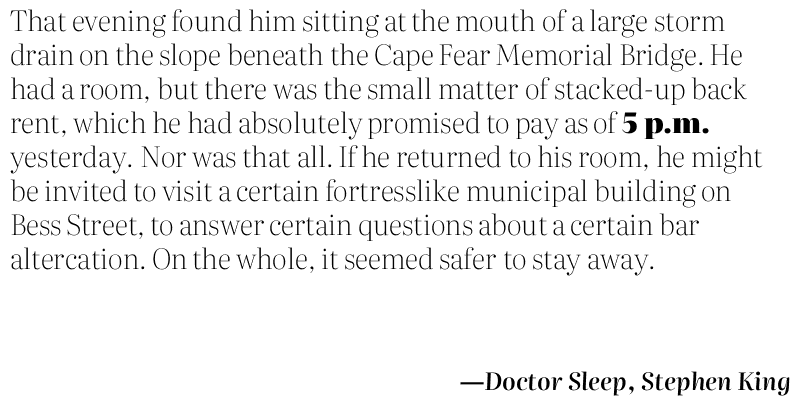 That evening found him sitting at the mouth of a large storm
drain on the slope beneath the Cape Fear Memorial Bridge. He
had a room, but there was the small matter of stacked-up back
rent, which he had absolutely promised to pay as of 5 p.m.
yesterday. Nor was that all. If he returned to his room, he might
be invited to visit a certain fortresslike municipal building on
Bess Street, to answer certain questions about a certain bar
altercation. On the whole, it seemed safer to stay away.
—Doctor Sleep, Stephen King